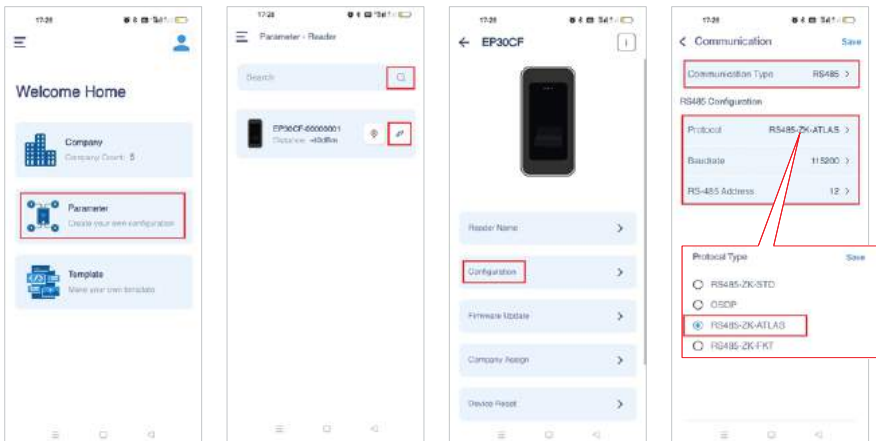 17:28
Welcome Home
Company
Company Count: 5
Parameter
Create your own configuration
Template
Make your own template
17:28
Parameter - Reader
Search
EP30CF-00000001
Distance: -40dBm
17:28
EP30CF
Reader Name
Configuration
Firmware Update
Company Assign
Device Reset
17:28
Communication
Save
Communication Type RS485
RS485 Configuration
Protocol RS485-ZK-ATLAS
Baudrate 115200
RS-485 Address 12
Protocol Type
Save
RS485-ZK-STD
OSDP
RS485-ZK-ATLAS
RS485-ZK-FKT